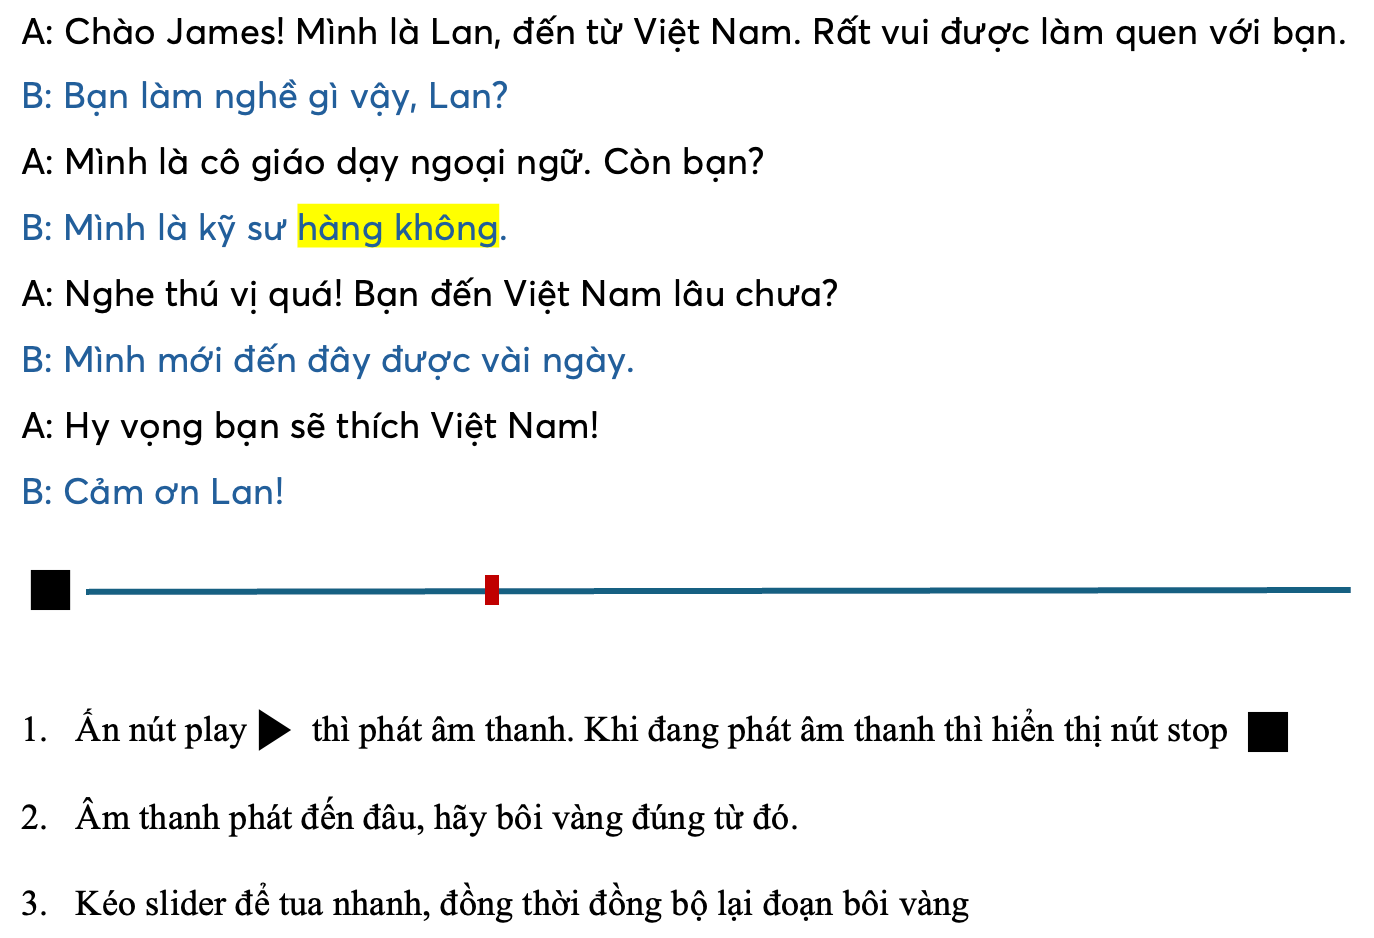 A: Chào James! Mình là Lan, đến từ Việt Nam. Rất vui được làm quen với bạn.
B: Bạn làm nghề gì vậy, Lan?
A: Mình là cô giáo dạy ngoại ngữ. Còn bạn?
B: Mình là kỹ sư hàng không.
A: Nghe thú vị quá! Bạn đến Việt Nam lâu chưa?
B: Mình mới đến đây được vài ngày.
A: Hy vọng bạn sẽ thích Việt Nam!
B: Cảm ơn Lan!
1. Ấn nút play thì phát âm thanh. Khi đang phát âm thanh thì hiển thị nút stop
2. Âm thanh phát đến đâu, hãy bôi vàng đúng từ đó.
3. Kéo slider để tua nhanh, đồng thời đồng bộ lại đoạn bôi vàng